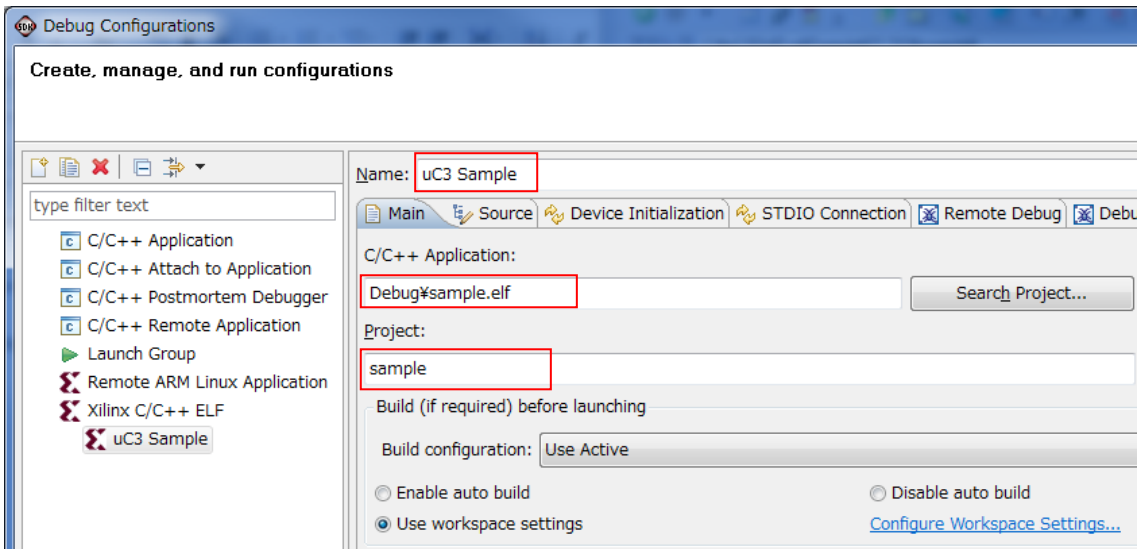 SDK Debug Configurations
Create, manage, and run configurations
type filter text
C/C++ Application
C/C++ Attach to Application
C/C++ Postmortem Debugger
C/C++ Remote Application
Launch Group
Remote ARM Linux Application
Xilinx C/C++ ELF
uC3 Sample
Name: uC3 Sample
Main Source Device Initialization STDIO Connection Remote Debug Debu
C/C++ Application:
Debug¥sample.elf Search Project...
Project:
sample
Build (if required) before launching
Build configuration: Use Active
Enable auto build Disable auto build
Use workspace settings Configure Workspace Settings...